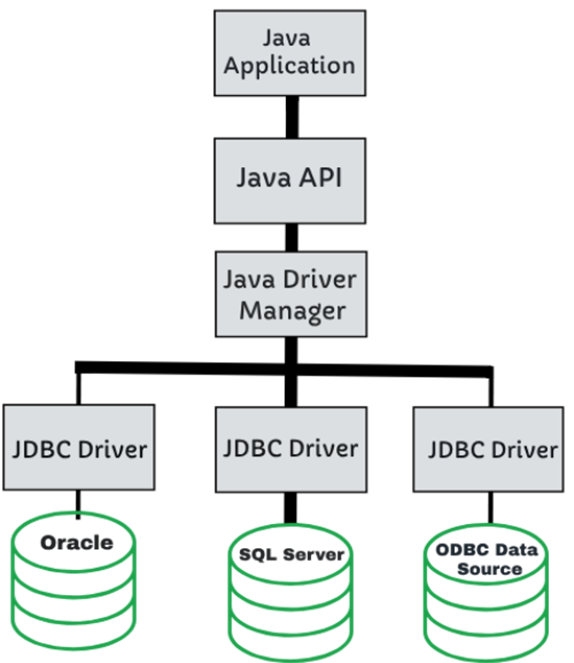 Java
Application
Java API
Java Driver
Manager
JDBC Driver
JDBC Driver
JDBC Driver
Oracle
SQL Server
ODBC Data
Source